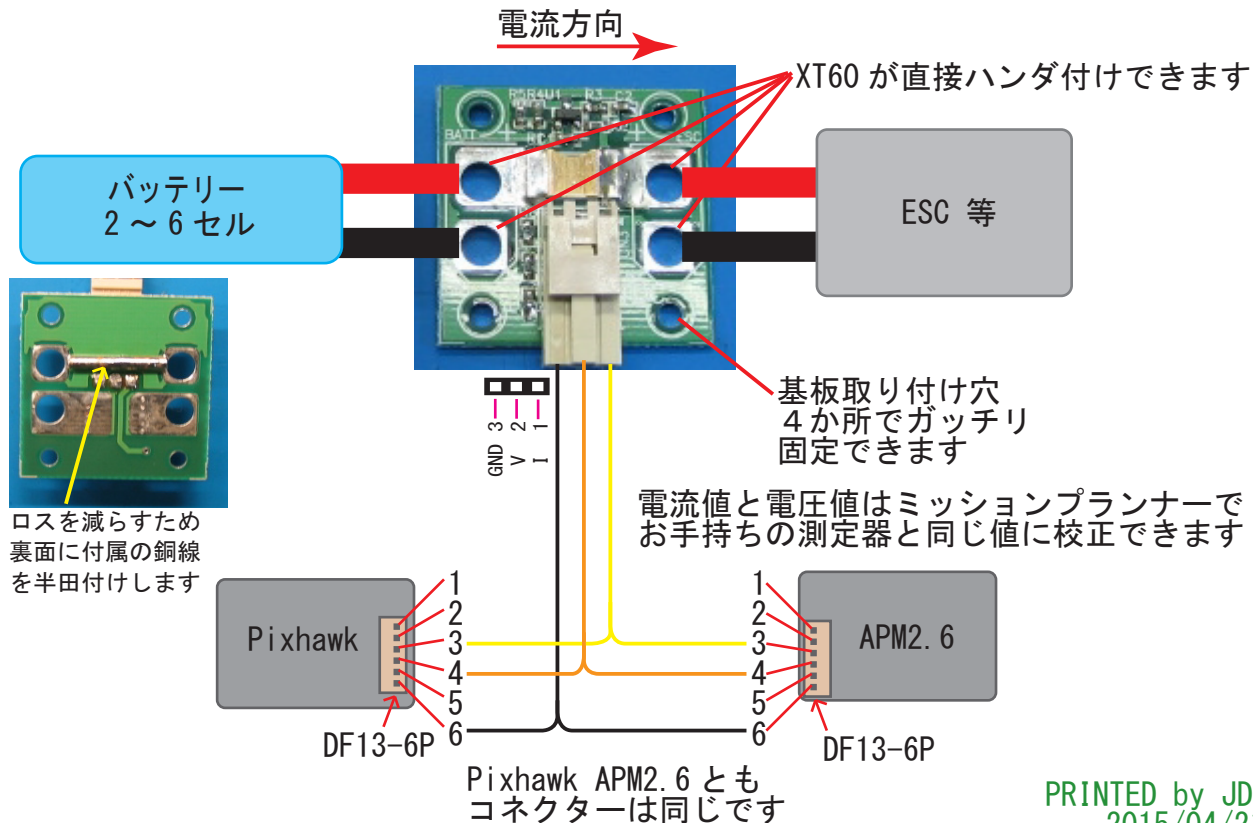 電流方向
XT60 が直接ハンダ付けできます
R5R4U1
R3
C2
BATT
ESC
バッテリー
2～6 セル
ESC 等
GND 3
V 2
I 1
基板取り付け穴
４か所でガッチリ
固定できます
ロスを減らすため
裏面に付属の銅線
を半田付けします
電流値と電圧値はミッションプランナーで
お手持ちの測定器と同じ値に校正できます
Pixhawk
1
2
3
4
5
6
DF13-6P
1
2
3
4
5
6
APM2.6
DF13-6P
Pixhawk APM2.6 とも
コネクターは同じです
PRINTED by JD
2015/04/2